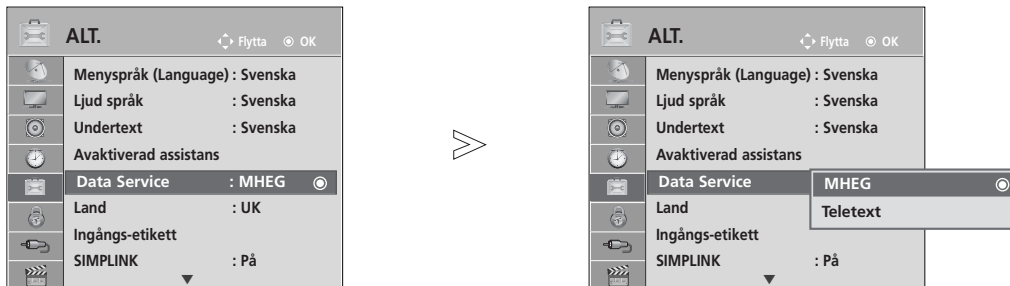 ALT. Flytta OK
Menyspråk (Language) : Svenska
Ljud språk : Svenska
Undertext : Svenska
Avaktiverad assistans
Data Service : MHEG
Land : UK
Ingångs-etikett
SIMPLINK : På
ALT. Flytta OK
Menyspråk (Language) : Svenska
Ljud språk : Svenska
Undertext : Svenska
Avaktiverad assistans
Data Service
MHEG
Teletext
Land
Ingångs-etikett
SIMPLINK : På